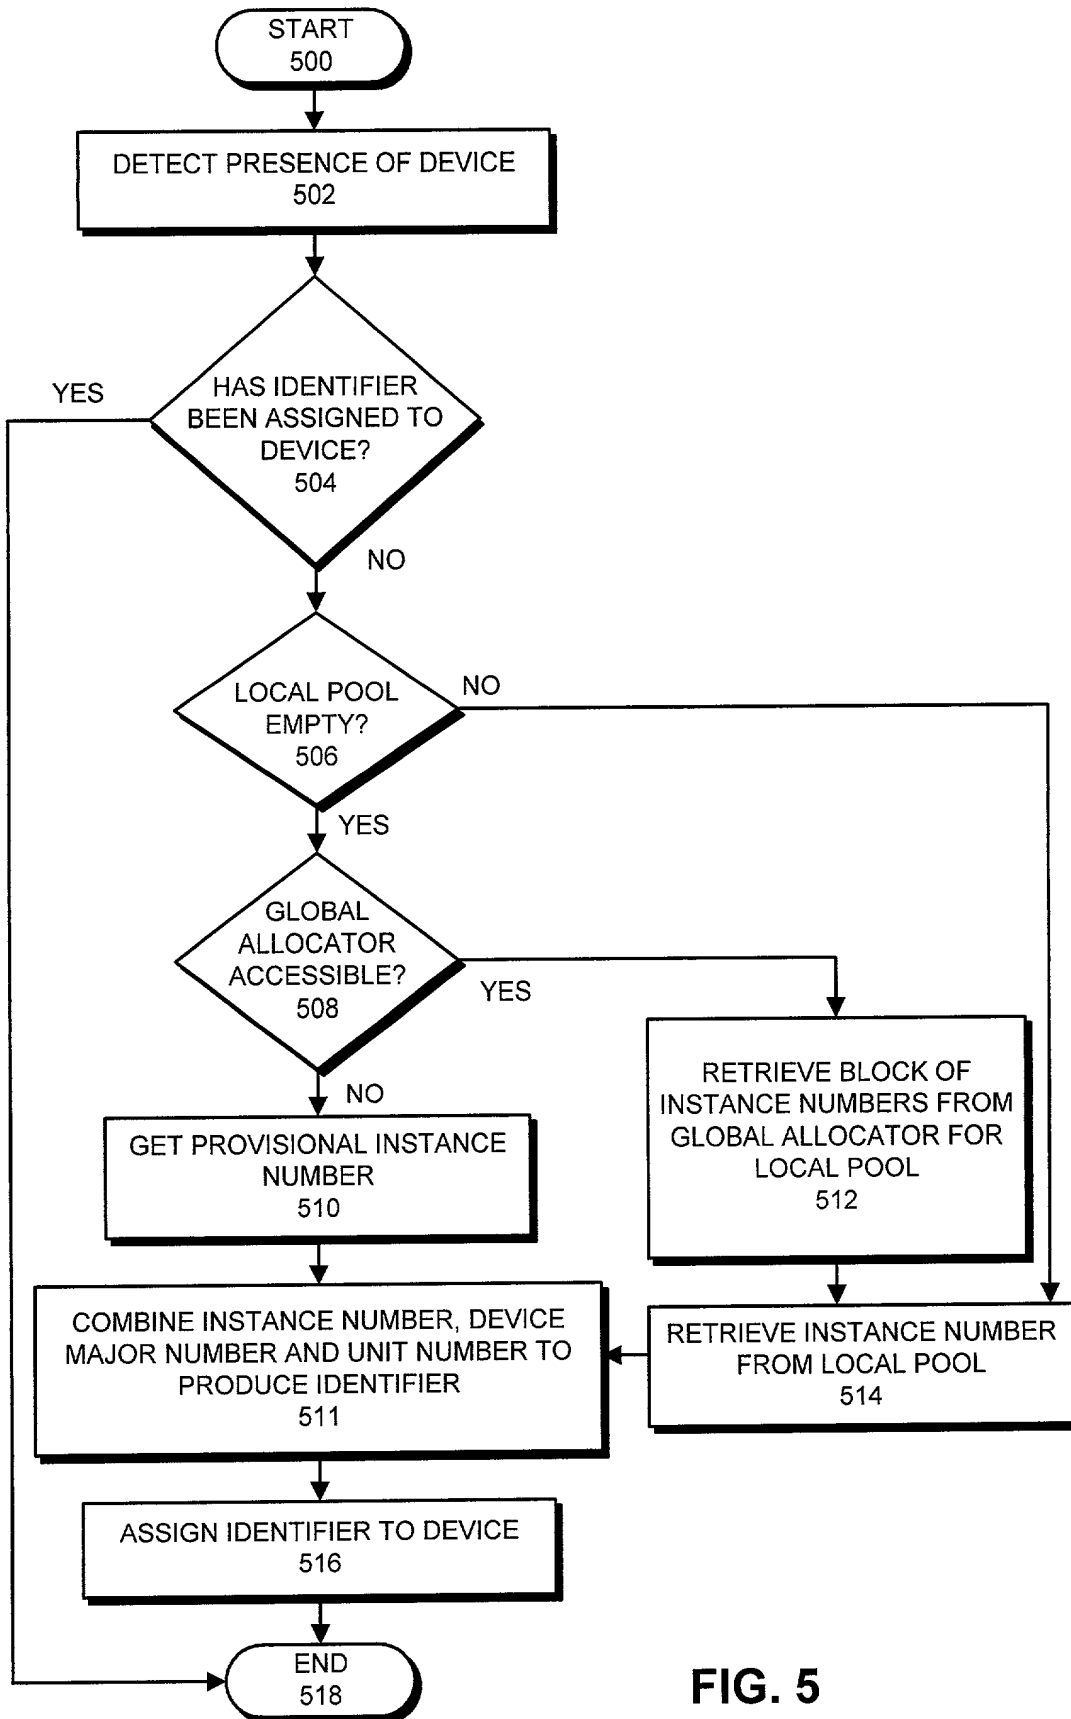 START
500
DETECT PRESENCE OF DEVICE
502
YES
HAS IDENTIFIER
BEEN ASSIGNED TO
DEVICE?
504
NO
LOCAL POOL
EMPTY?
506
NO
YES
GLOBAL
ALLOCATOR
ACCESSIBLE?
508
YES
NO
RETRIEVE BLOCK OF
INSTANCE NUMBERS FROM
GLOBAL ALLOCATOR FOR
LOCAL POOL
512
GET PROVISIONAL INSTANCE
NUMBER
510
COMBINE INSTANCE NUMBER, DEVICE
MAJOR NUMBER AND UNIT NUMBER TO
PRODUCE IDENTIFIER
511
RETRIEVE INSTANCE NUMBER
FROM LOCAL POOL
514
ASSIGN IDENTIFIER TO DEVICE
516
END
518
FIG. 5